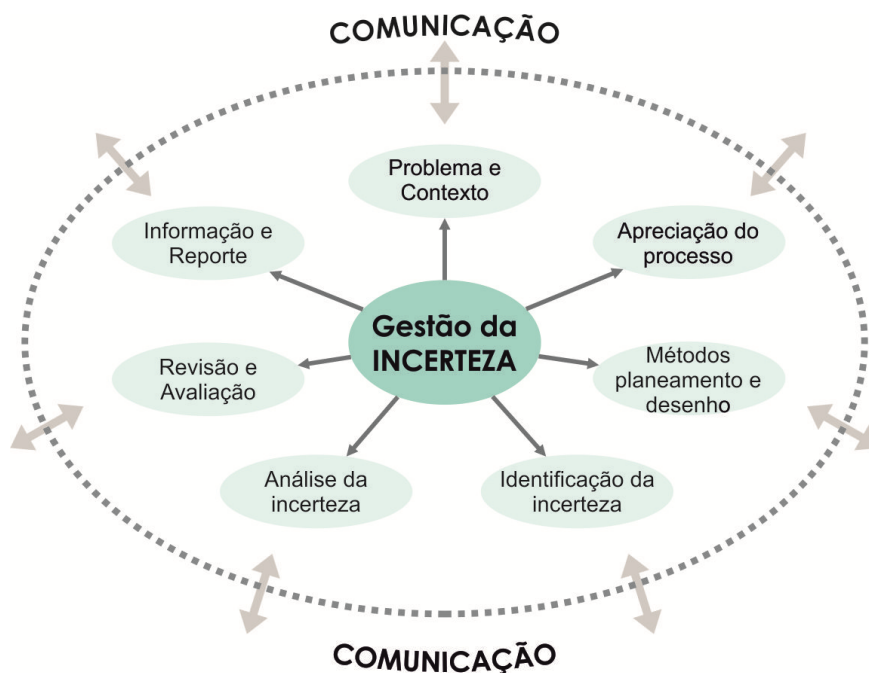 COMUNICAÇÃO
Problema e
Contexto
Informação e
Reporte
Apreciação do
processo
Gestão da
INCERTEZA
Revisão e
Avaliação
Métodos
planeamento e
desenho
Análise da
incerteza
Identificação da
incerteza
COMUNICAÇÃO